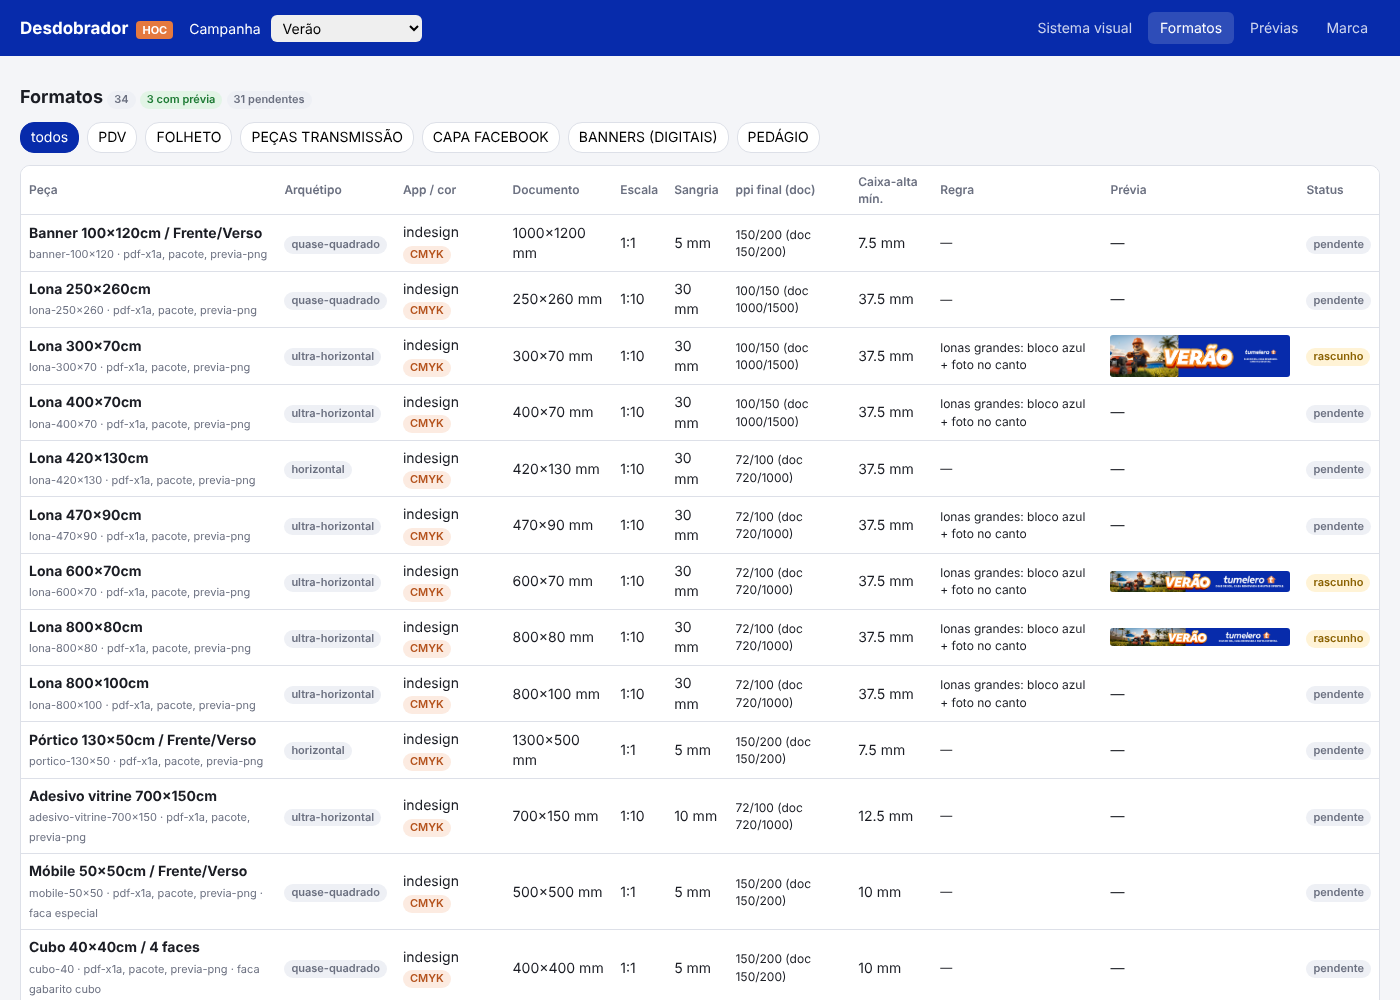 Desdobrador HOC Campanha Verão Sistema visual Formatos Prévias Marca
Formatos 34 3 com prévia 31 pendentes
todos PDV FOLHETO PEÇAS TRANSMISSÃO CAPA FACEBOOK BANNERS (DIGITAIS) PEDÁGIO
Peça Arquétipo App / cor Documento Escala Sangria ppi final (doc) Caixa-alta mín. Regra Prévia Status
Banner 100×120cm / Frente/Verso
banner-100×120 · pdf-x1a, pacote, previa-png
quase-quadrado
indesign
CMYK
1000×1200
mm
1:1
5 mm
150/200 (doc
150/200)
7.5 mm
—
—
pendente
Lona 250×260cm
lona-250×260 · pdf-x1a, pacote, previa-png
quase-quadrado
indesign
CMYK
250×260 mm
1:10
30
mm
100/150 (doc
1000/1500)
37.5 mm
—
—
pendente
Lona 300×70cm
lona-300×70 · pdf-x1a, pacote, previa-png
ultra-horizontal
indesign
CMYK
300×70 mm
1:10
30
mm
100/150 (doc
1000/1500)
37.5 mm
lonas grandes: bloco azul
+ foto no canto
VERÃO
tumelero
rascunho
Lona 400×70cm
lona-400×70 · pdf-x1a, pacote, previa-png
ultra-horizontal
indesign
CMYK
400×70 mm
1:10
30
mm
100/150 (doc
1000/1500)
37.5 mm
lonas grandes: bloco azul
+ foto no canto
—
pendente
Lona 420×130cm
lona-420×130 · pdf-x1a, pacote, previa-png
horizontal
indesign
CMYK
420×130 mm
1:10
30
mm
72/100 (doc
720/1000)
37.5 mm
—
—
pendente
Lona 470×90cm
lona-470×90 · pdf-x1a, pacote, previa-png
ultra-horizontal
indesign
CMYK
470×90 mm
1:10
30
mm
72/100 (doc
720/1000)
37.5 mm
lonas grandes: bloco azul
+ foto no canto
—
pendente
Lona 600×70cm
lona-600×70 · pdf-x1a, pacote, previa-png
ultra-horizontal
indesign
CMYK
600×70 mm
1:10
30
mm
72/100 (doc
720/1000)
37.5 mm
lonas grandes: bloco azul
+ foto no canto
VERÃO
tumelero
rascunho
Lona 800×80cm
lona-800×80 · pdf-x1a, pacote, previa-png
ultra-horizontal
indesign
CMYK
800×80 mm
1:10
30
mm
72/100 (doc
720/1000)
37.5 mm
lonas grandes: bloco azul
+ foto no canto
VERÃO
tumelero
rascunho
Lona 800×100cm
lona-800×100 · pdf-x1a, pacote, previa-png
ultra-horizontal
indesign
CMYK
800×100 mm
1:10
30
mm
72/100 (doc
720/1000)
37.5 mm
lonas grandes: bloco azul
+ foto no canto
—
pendente
Pórtico 130×50cm / Frente/Verso
portico-130×50 · pdf-x1a, pacote, previa-png
horizontal
indesign
CMYK
1300×500
mm
1:1
5 mm
150/200 (doc
150/200)
7.5 mm
—
—
pendente
Adesivo vitrine 700×150cm
adesivo-vitrine-700×150 · pdf-x1a, pacote,
previa-png
ultra-horizontal
indesign
CMYK
700×150 mm
1:10
10 mm
72/100 (doc
720/1000)
12.5 mm
—
—
pendente
Móbile 50×50cm / Frente/Verso
mobile-50×50 · pdf-x1a, pacote, previa-png ·
faca especial
quase-quadrado
indesign
CMYK
500×500 mm
1:1
5 mm
150/200 (doc
150/200)
10 mm
—
—
pendente
Cubo 40×40cm / 4 faces
cubo-40 · pdf-x1a, pacote, previa-png · faca
gabarito cubo
quase-quadrado
indesign
CMYK
400×400 mm
1:1
5 mm
150/200 (doc
150/200)
10 mm
—
—
pendente